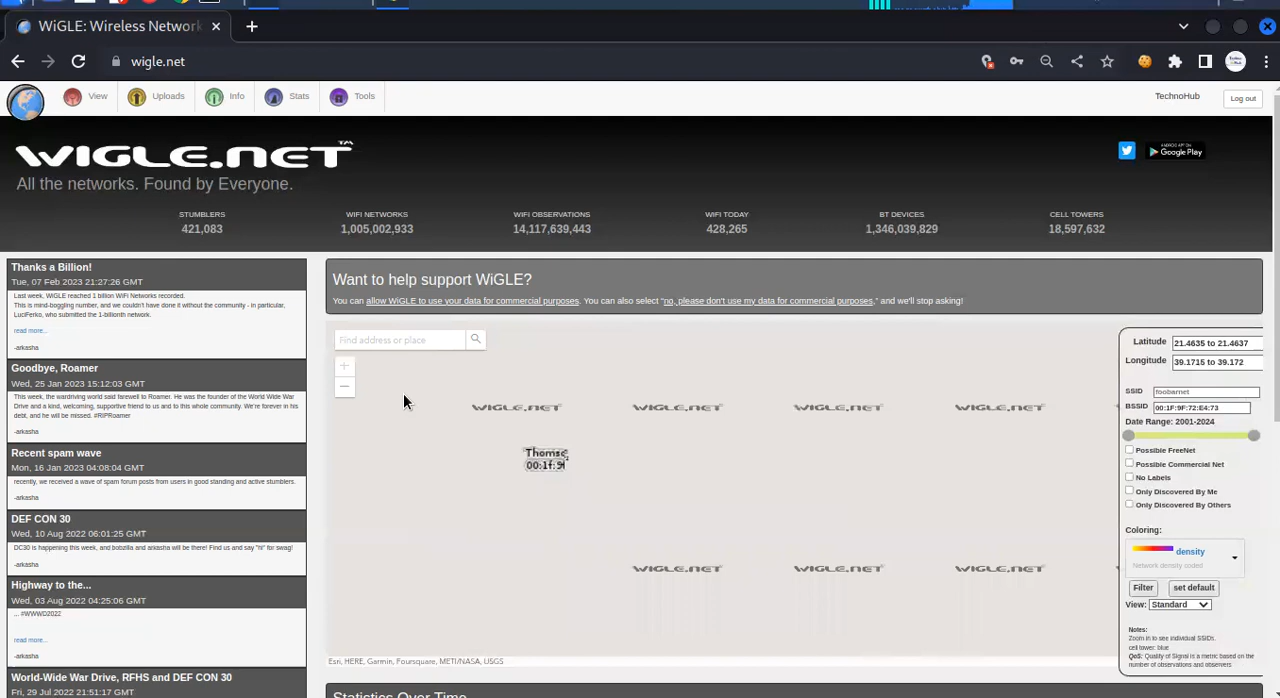 WiGLE: Wireless Network
wigle.net
View
Uploads
Info
Stats
Tools
TechnoHub
Log out
WIGLE.NET™
All the networks. Found by Everyone.
ANDROID APP ON
Google Play
STUMBLERS
421,083
WIFI NETWORKS
1,005,002,933
WIFI OBSERVATIONS
14,117,639,443
WIFI TODAY
428,265
BT DEVICES
1,346,039,829
CELL TOWERS
18,597,632
Thanks a Billion!
Tue, 07 Feb 2023 21:27:26 GMT
Last week, WiGLE reached 1 billion WiFi Networks recorded.
This is mind-boggling number, and we couldn't have done it without the community - in particular,
LuciFerko, who submitted the 1-billionth network.
read more...
-arkasha
Goodbye, Roamer
Wed, 25 Jan 2023 15:12:03 GMT
This week, the wardriving world said farewell to Roamer. He was the founder of the World Wide War
Drive and a kind, welcoming, supportive friend to us and to this whole community. We're forever in his
debt, and he will be missed. #RIPRoamer
-arkasha
Recent spam wave
Mon, 16 Jan 2023 04:08:04 GMT
recently, we received a wave of spam forum posts from users in good standing and active stumblers.
-arkasha
DEF CON 30
Wed, 10 Aug 2022 06:01:25 GMT
DC30 is happening this week, and bobzilla and arkasha will be there! Find us and say "hi" for swag!
-arkasha
Highway to the...
Wed, 03 Aug 2022 04:25:06 GMT
... #WWWD2022
read more...
-arkasha
World-Wide War Drive, RFHS and DEF CON 30
Fri, 29 Jul 2022 21:51:17 GMT
Want to help support WiGLE?
You can allow WiGLE to use your data for commercial purposes. You can also select "no, please don't use my data for commercial purposes," and we'll stop asking!
Find address or place
WIGLE.NET WIGLE.NET WIGLE.NET WIGLE.NET
Thomsc
00:1f:9f
WIGLE.NET WIGLE.NET WIGLE.NET
Esri, HERE, Garmin, Foursquare, METI/NASA, USGS
Latitude 21.4635 to 21.4637
Longitude 39.1715 to 39.172
SSID foobarnet
BSSID 00:1F:9F:72:E4:73
Date Range: 2001-2024
Possible FreeNet
Possible Commercial Net
No Labels
Only Discovered By Me
Only Discovered By Others
Coloring:
density
Network density coded
Filter set default
View: Standard
Notes:
Zoom in to see individual SSIDs.
cell tower: blue
QoS: Quality of Signal is a metric based on the
number of observations and observers
Statistics Over Time